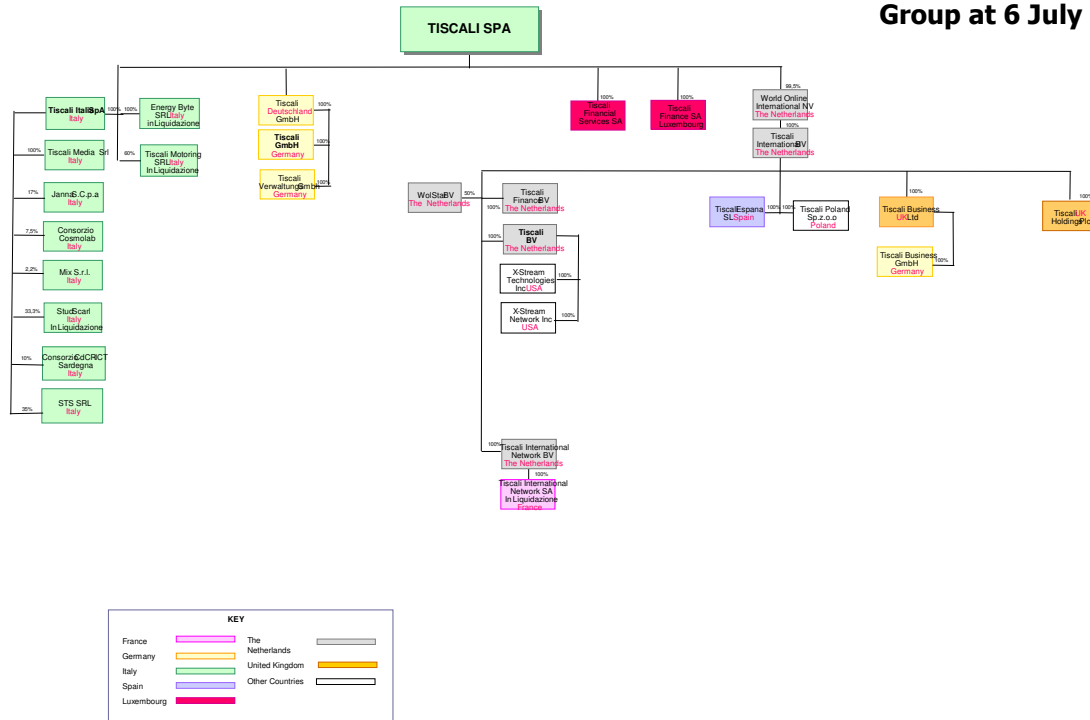 Group at 6 July
TISCALI SPA
Tiscali Italia SpA
Italy
100%
100%
Energy Byte
SRL Italy
in Liquidazione
100%
Tiscali Media Srl
Italy
60%
Tiscali Motoring
SRL Italy
In Liquidazione
17%
Janna S.C.p.a
Italy
7,5%
Consorzio
Cosmolab
Italy
2,2%
Mix S.r.l.
Italy
33,3%
Stud Scarl
Italy
In Liquidazione
10%
Consorzio CdCR ICT
Sardegna
Italy
35%
STS SRL
Italy
Tiscali
Deutschland
GmbH
100%
Tiscali
GmbH
Germany
100%
Tiscali
Verwaltungs Gmbh
Germany
100%
100%
Tiscali
Financial
Services SA
100%
Tiscali
Finance SA
Luxembourg
99,5%
World Online
International NV
The Netherlands
100%
Tiscali
International BV
The Netherlands
WolStar BV
The Netherlands
50%
100%
Tiscali
Finance BV
The Netherlands
100%
Tiscali
BV
The Netherlands
X-Stream
Technologies
Inc USA
100%
X-Stream
Network Inc
USA
100%
100%
Tiscali International
Network BV
The Netherlands
100%
Tiscali International
Network SA
In Liquidazione
France
Tiscali Espana
SL Spain
100%
100%
Tiscali Poland
Sp.z.o.o
Poland
100%
Tiscali Business
UK Ltd
Tiscali Business
GmbH
Germany
100%
100%
Tiscali UK
Holdings Plc
KEY
France
Germany
Italy
Spain
Luxembourg
The
Netherlands
United Kingdom
Other Countries